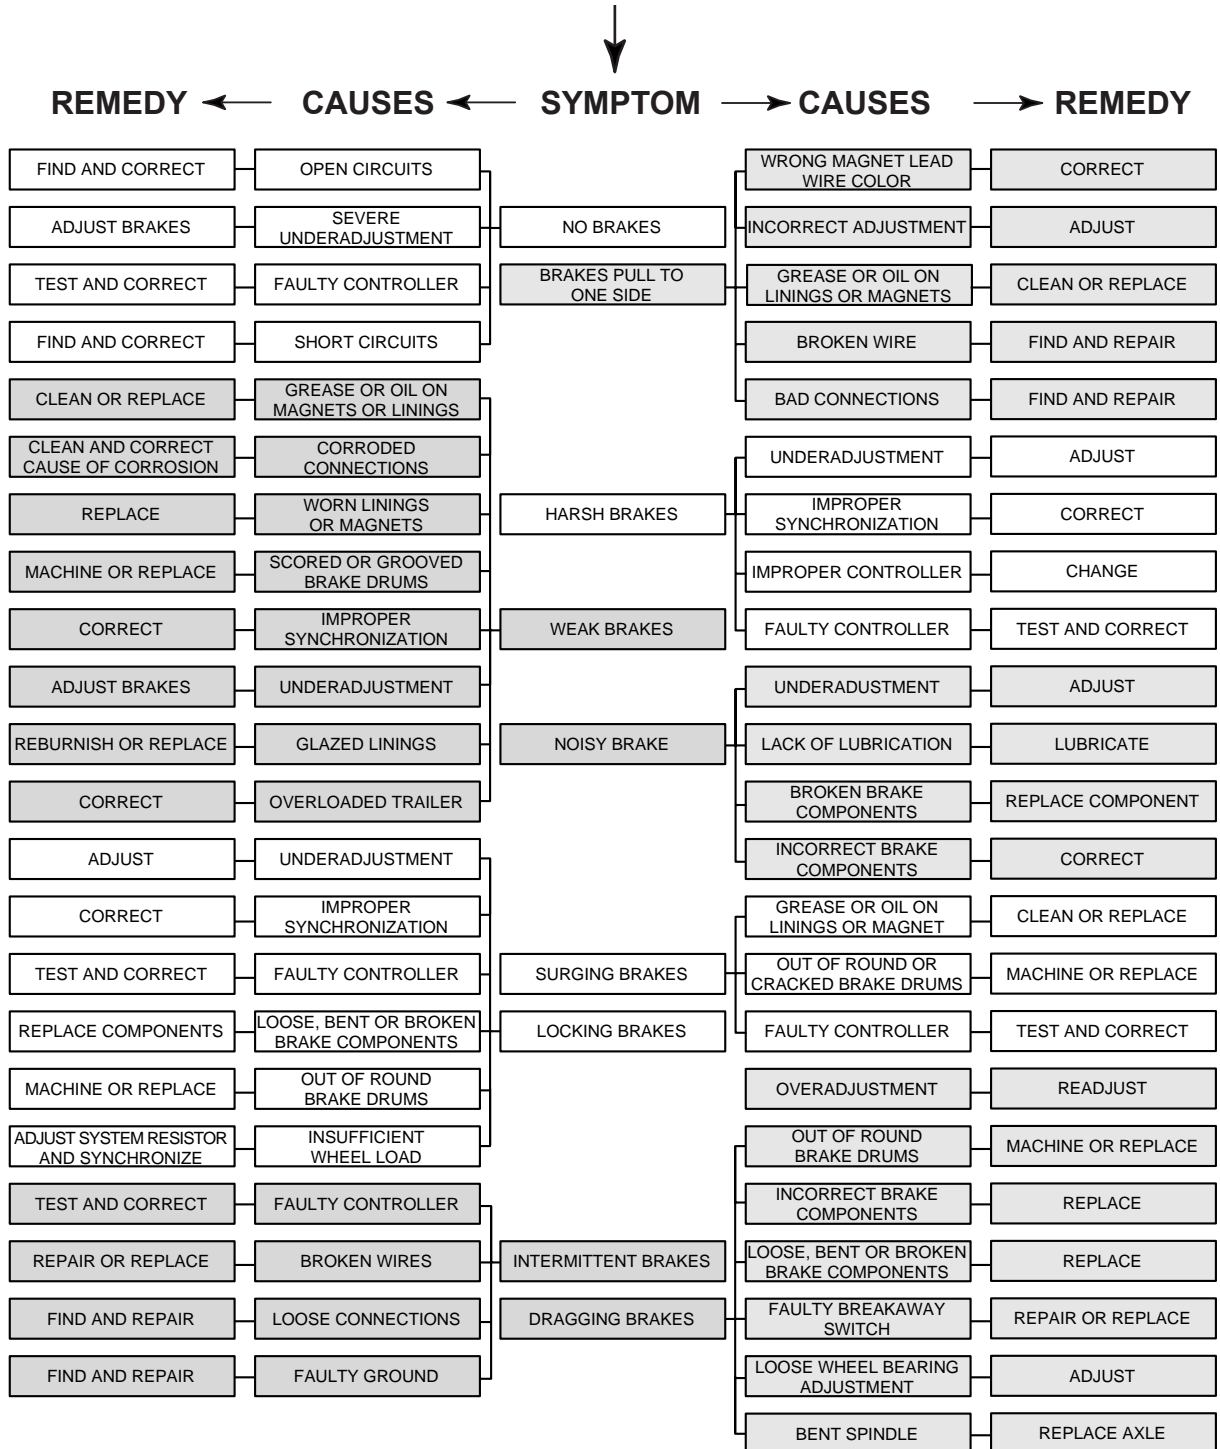 REMEDY CAUSES SYMPTOM CAUSES REMEDY
FIND AND CORRECT
OPEN CIRCUITS
ADJUST BRAKES
SEVERE
UNDERADJUSTMENT
TEST AND CORRECT
FAULTY CONTROLLER
FIND AND CORRECT
SHORT CIRCUITS
NO BRAKES
BRAKES PULL TO
ONE SIDE
WRONG MAGNET LEAD
WIRE COLOR
CORRECT
INCORRECT ADJUSTMENT
ADJUST
GREASE OR OIL ON
LININGS OR MAGNETS
CLEAN OR REPLACE
BROKEN WIRE
FIND AND REPAIR
BAD CONNECTIONS
FIND AND REPAIR
CLEAN OR REPLACE
GREASE OR OIL ON
MAGNETS OR LININGS
CLEAN AND CORRECT
CAUSE OF CORROSION
CORRODED
CONNECTIONS
REPLACE
WORN LININGS
OR MAGNETS
MACHINE OR REPLACE
SCORED OR GROOVED
BRAKE DRUMS
CORRECT
IMPROPER
SYNCHRONIZATION
ADJUST BRAKES
UNDERADJUSTMENT
REBURNISH OR REPLACE
GLAZED LININGS
CORRECT
OVERLOADED TRAILER
HARSH BRAKES
WEAK BRAKES
NOISY BRAKE
UNDERADJUSTMENT
ADJUST
IMPROPER
SYNCHRONIZATION
CORRECT
IMPROPER CONTROLLER
CHANGE
FAULTY CONTROLLER
TEST AND CORRECT
UNDERADUSTMENT
ADJUST
LACK OF LUBRICATION
LUBRICATE
BROKEN BRAKE
COMPONENTS
REPLACE COMPONENT
INCORRECT BRAKE
COMPONENTS
CORRECT
ADJUST
UNDERADJUSTMENT
CORRECT
IMPROPER
SYNCHRONIZATION
TEST AND CORRECT
FAULTY CONTROLLER
REPLACE COMPONENTS
LOOSE, BENT OR BROKEN
BRAKE COMPONENTS
MACHINE OR REPLACE
OUT OF ROUND
BRAKE DRUMS
ADJUST SYSTEM RESISTOR
AND SYNCHRONIZE
INSUFFICIENT
WHEEL LOAD
SURGING BRAKES
LOCKING BRAKES
GREASE OR OIL ON
LININGS OR MAGNET
CLEAN OR REPLACE
OUT OF ROUND OR
CRACKED BRAKE DRUMS
MACHINE OR REPLACE
FAULTY CONTROLLER
TEST AND CORRECT
TEST AND CORRECT
FAULTY CONTROLLER
REPAIR OR REPLACE
BROKEN WIRES
FIND AND REPAIR
LOOSE CONNECTIONS
FIND AND REPAIR
FAULTY GROUND
INTERMITTENT BRAKES
DRAGGING BRAKES
OVERADJUSTMENT
READJUST
OUT OF ROUND
BRAKE DRUMS
MACHINE OR REPLACE
INCORRECT BRAKE
COMPONENTS
REPLACE
LOOSE, BENT OR BROKEN
BRAKE COMPONENTS
REPLACE
FAULTY BREAKAWAY
SWITCH
REPAIR OR REPLACE
LOOSE WHEEL BEARING
ADJUSTMENT
ADJUST
BENT SPINDLE
REPLACE AXLE